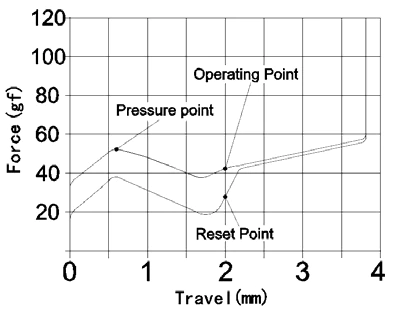 120
100
80
60
40
20
Force(gf)
Pressure point
Operating Point
Reset Point
0
1
2
3
4
Travel(mm)